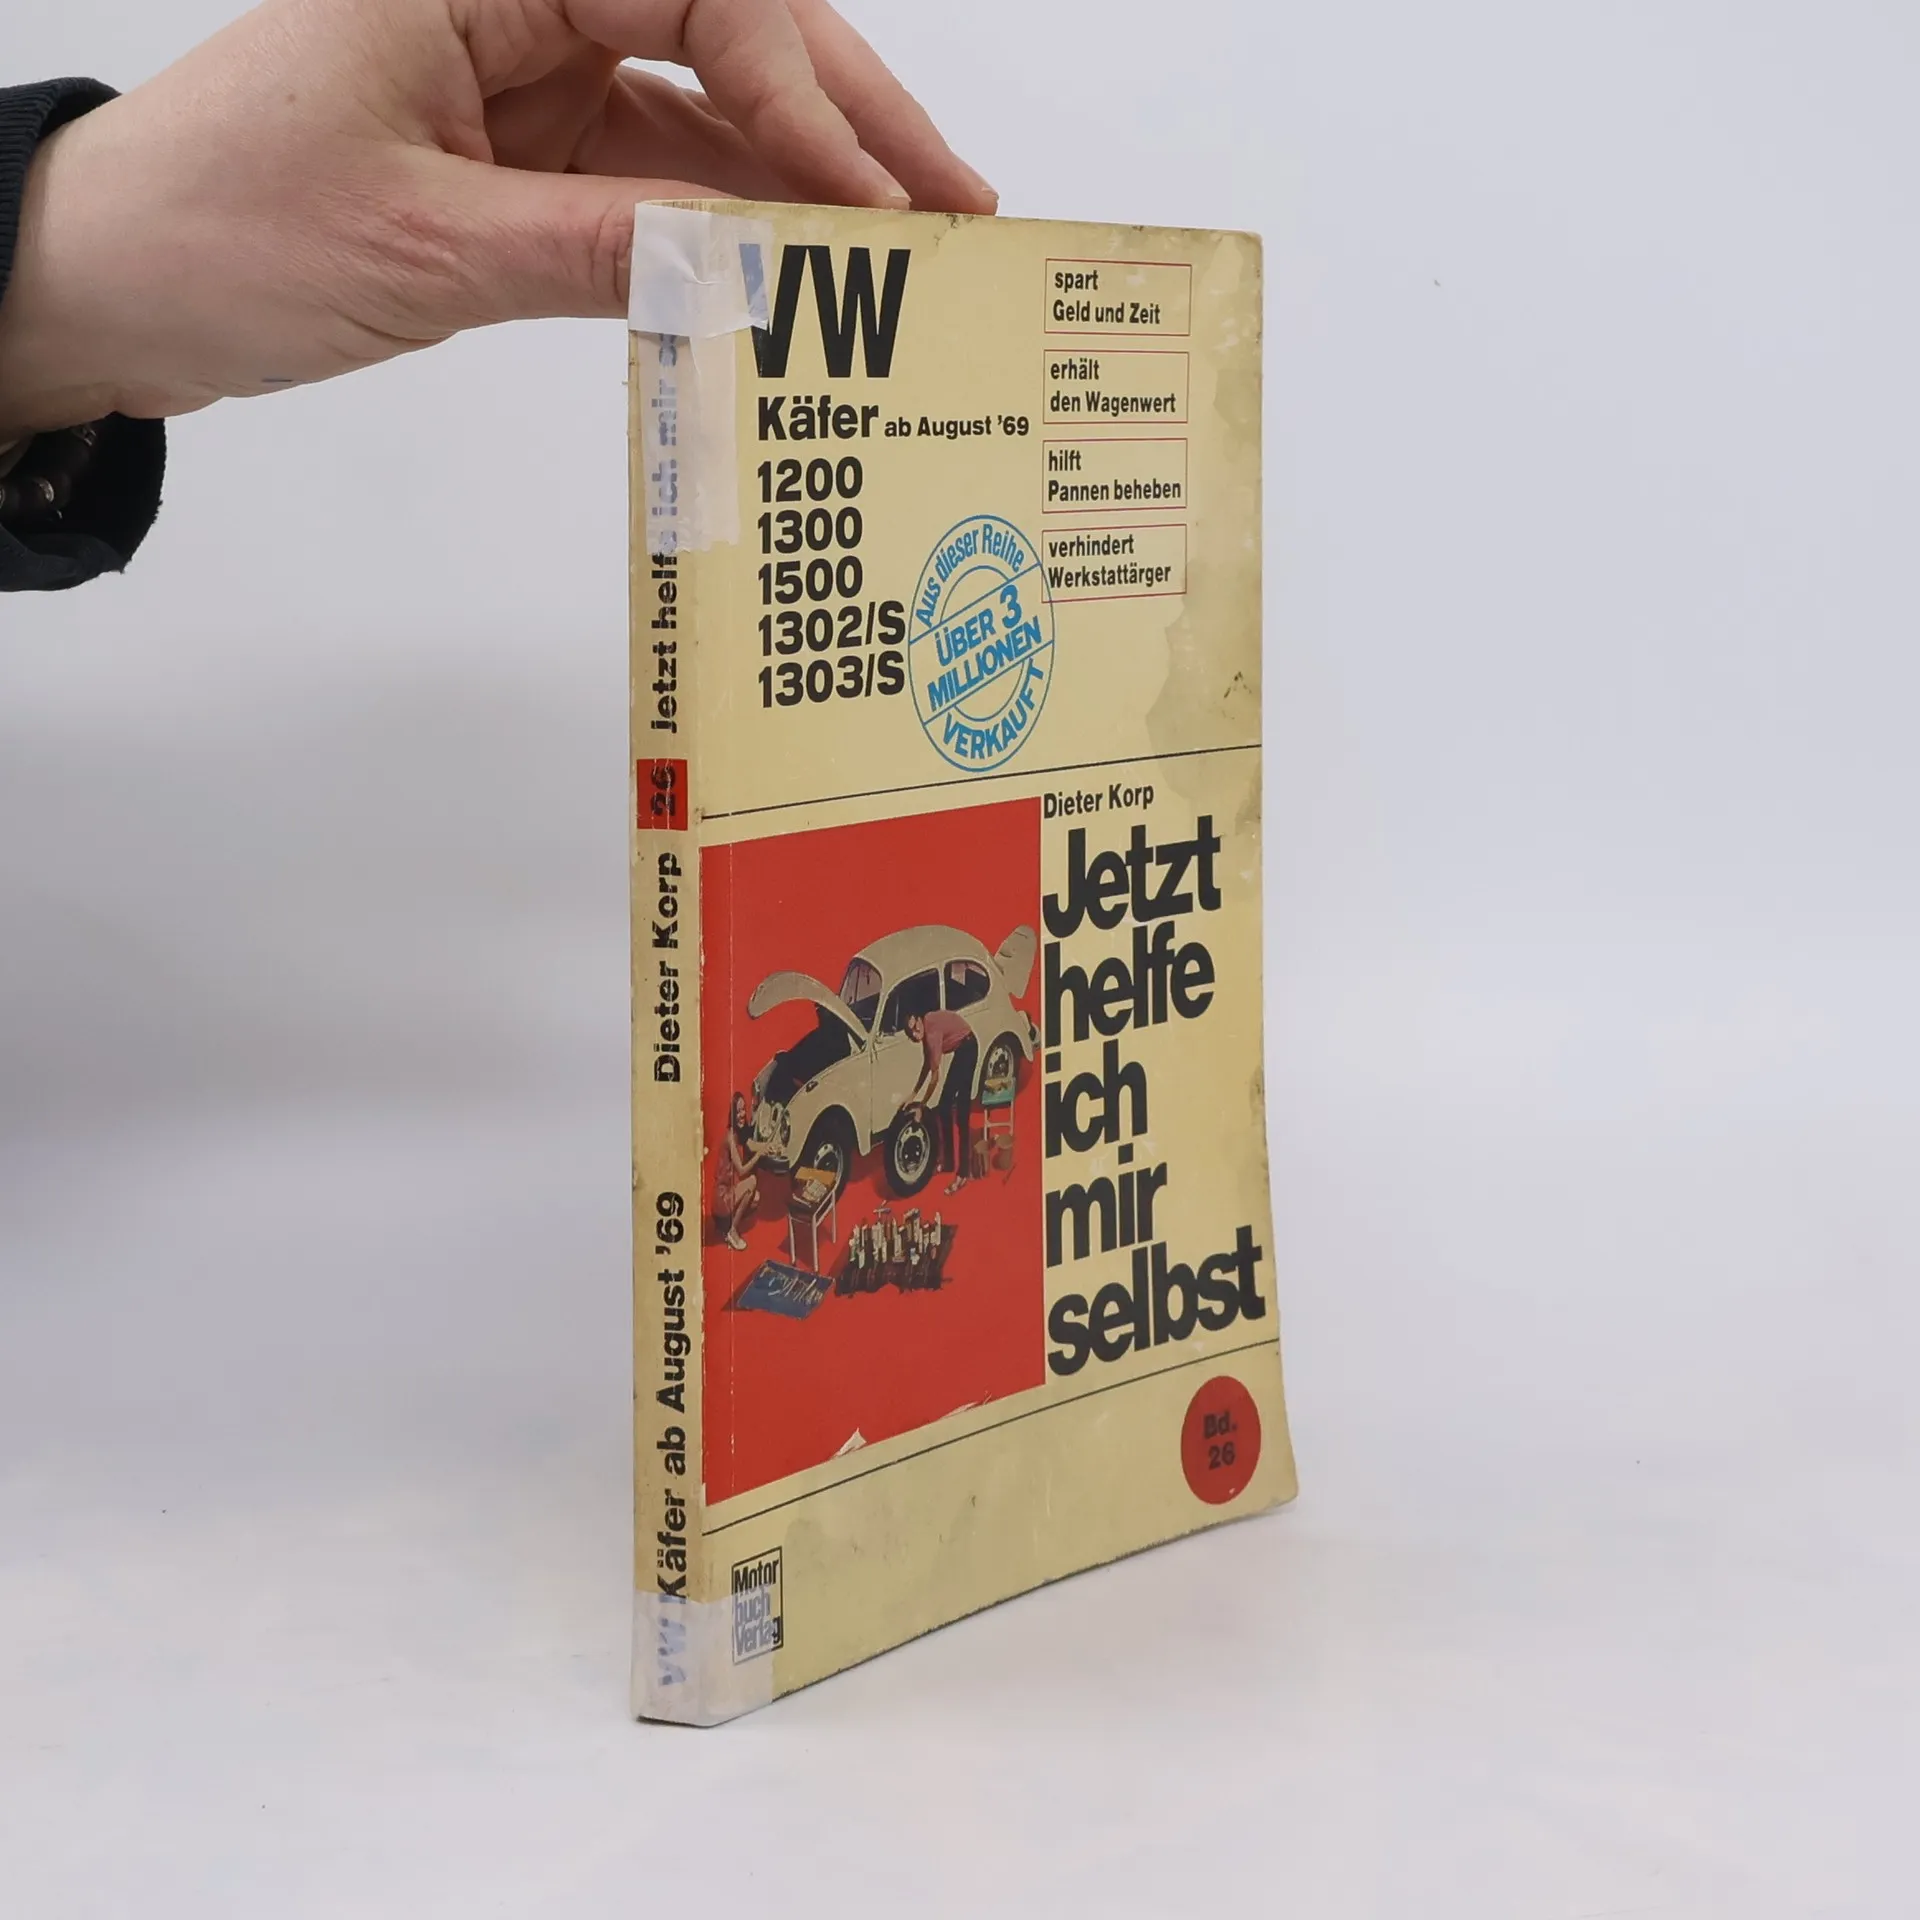 VW
Käfer ab August '69
1200
1300
1500
1302/S
1303/S
spart
Geld und Zeit
erhält
den Wagenwert
hilft
Pannen beheben
verhindert
Werkstattärger
Aus dieser Reihe
ÜBER 3
MILLIONEN
VERKAUFT
Dieter Korp
Jetzt
helfe
ich
mir
selbst
Bd.
26
Motor
buch
Verlag
VW Käfer ab August '69 Dieter Korp 26 Jetzt helfe ich mir